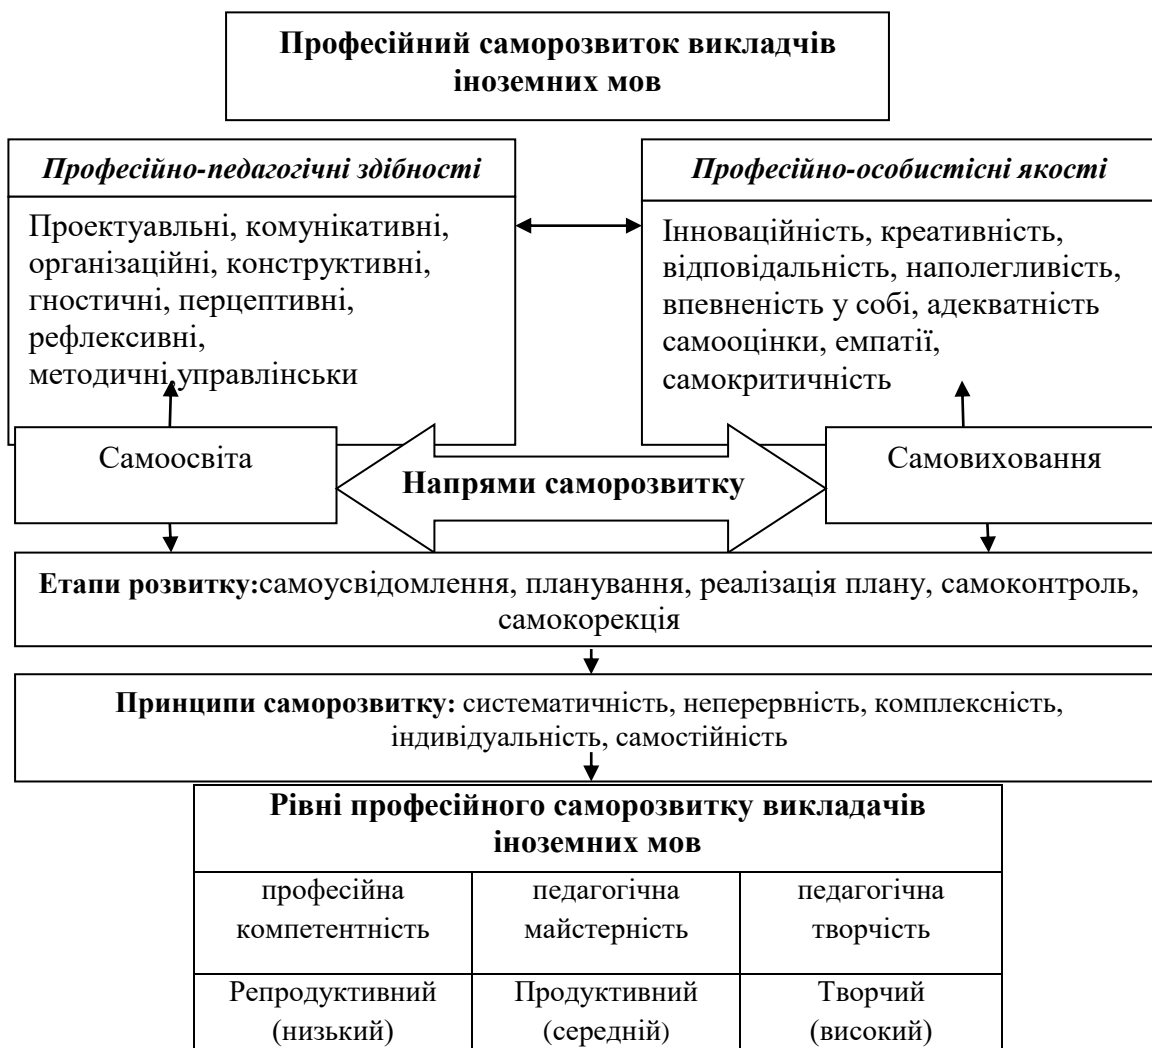 Професійний саморозвиток викладчів
іноземних мов
Професійно-педагогічні здібності
Проектуавльні, комунікативні,
організаційні, конструктивні,
гностичні, перцептивні,
рефлексивні,
методичні,управлінськи
Професійно-особистісні якості
Інноваційність, креативність,
відповідальність, наполегливість,
впевненість у собі, адекватність
самооцінки, емпатії,
самокритичність
Самоосвіта
Напрями саморозвитку
Самовиховання
Етапи розвитку:самоусвідомлення, планування, реалізація плану, самоконтроль,
самокорекція
Принципи саморозвитку: систематичність, неперервність, комплексність,
індивідуальність, самостійність
Рівні професійного саморозвитку викладачів
іноземних мов
професійна
компетентність
педагогічна
майстерність
педагогічна
творчість
Репродуктивний
(низький)
Продуктивний
(середній)
Творчий
(високий)